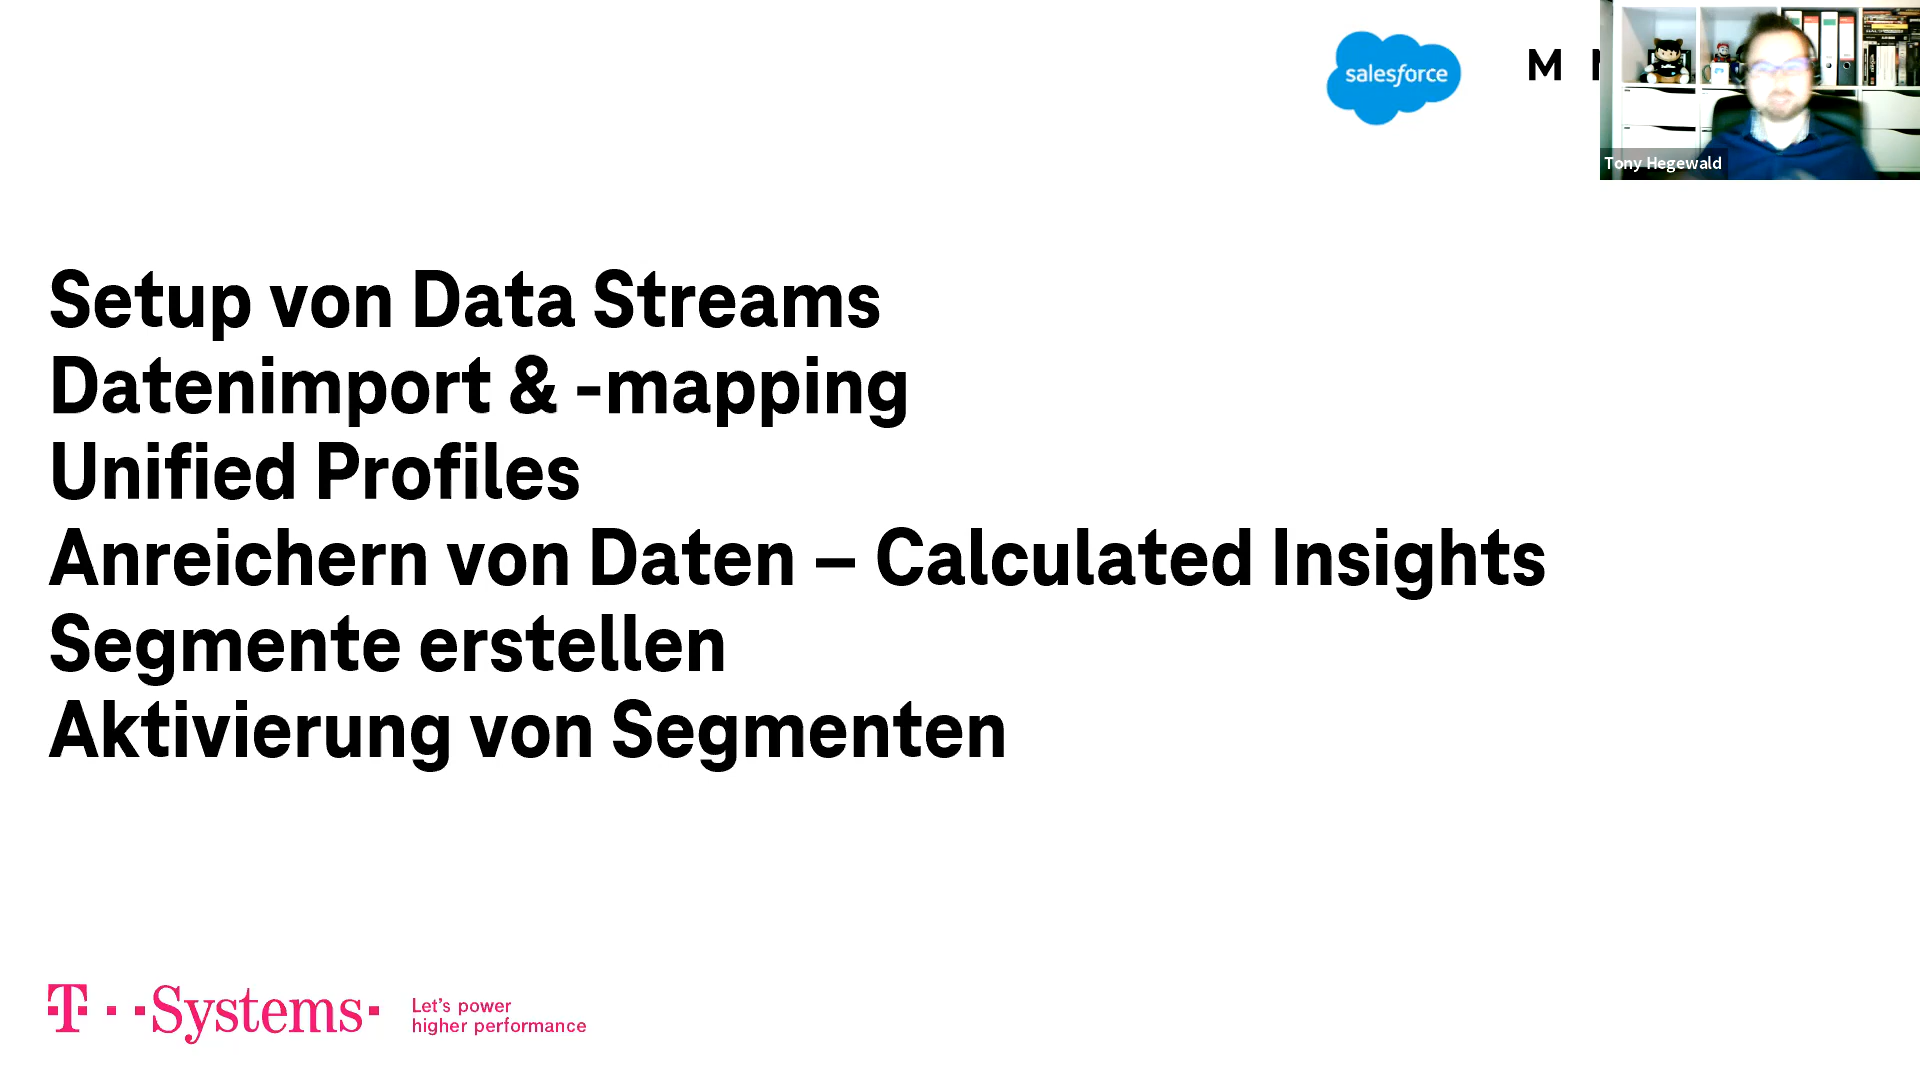 salesforce
M
Tony Hegewald
Setup von Data Streams
Datenimport & -mapping
Unified Profiles
Anreichern von Daten – Calculated Insights
Segmente erstellen
Aktivierung von Segmenten
T Systems
Let's power
higher performance